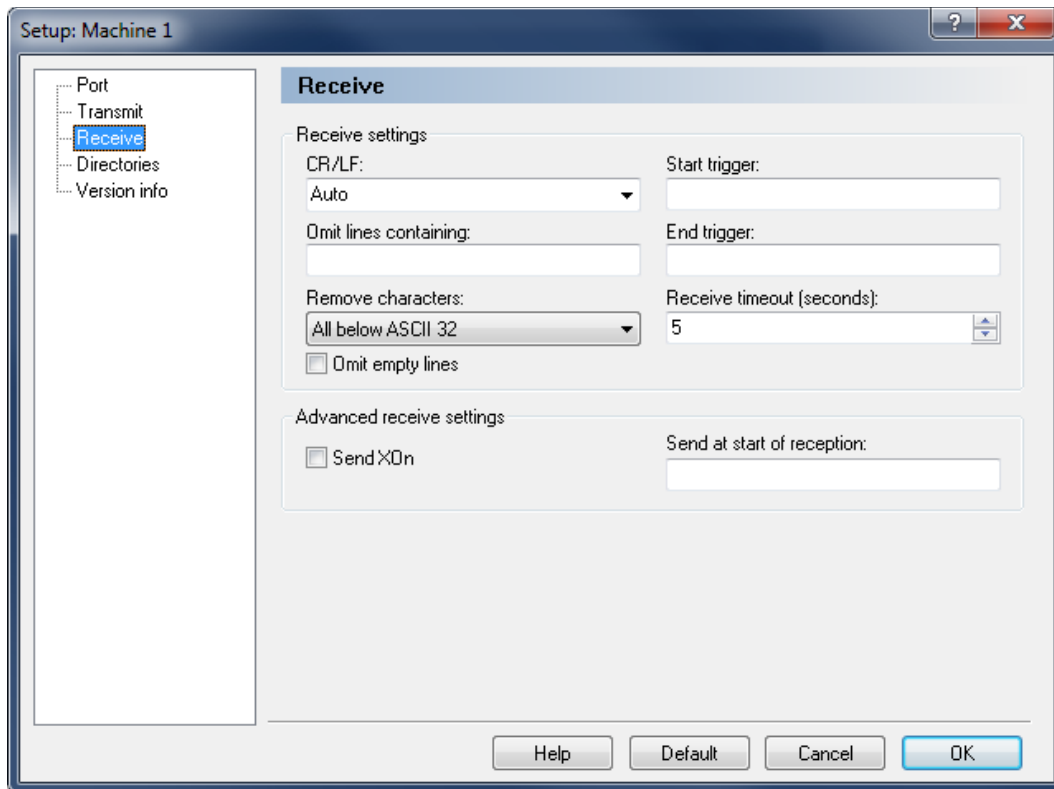 Setup: Machine 1
Port
Transmit
Receive
Directories
Version info
Receive
Receive settings
CR/LF:
Start trigger:
Auto
Omit lines containing:
End trigger:
Remove characters:
Receive timeout (seconds):
All below ASCII 32
5
Omit empty lines
Advanced receive settings
Send XOn
Send at start of reception:
Help
Default
Cancel
OK